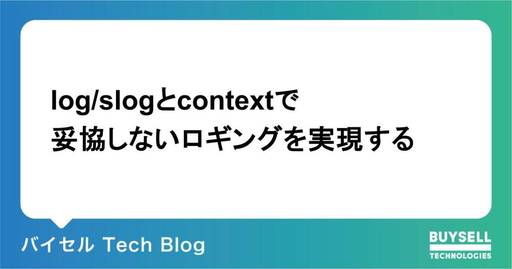 log/slogとcontextで
妥協しないロギングを実現する
バイセル Tech Blog
BUYSELL
TECHNOLOGIES